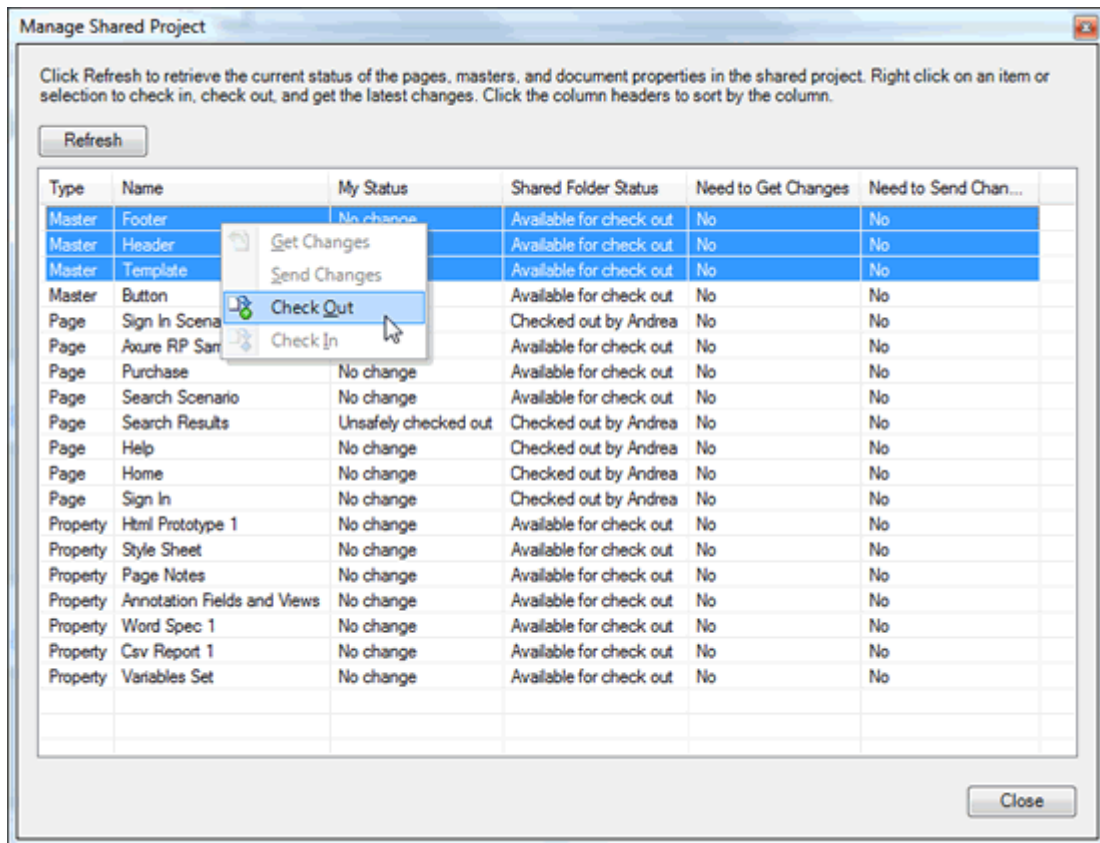 Manage Shared Project
Click Refresh to retrieve the current status of the pages, masters, and document properties in the shared project. Right click on an item or
selection to check in, check out, and get the latest changes. Click the column headers to sort by the column.
Refresh
Type Name My Status Shared Folder Status Need to Get Changes Need to Send Chan...
Master Footer No change Available for check out No No
Master Header Available for check out No No
Master Template Available for check out No No
Master Button Available for check out No No
Page Sign In Scena Checked out by Andrea No No
Page Axure RP Sam Available for check out No No
Page Purchase No change Available for check out No No
Page Search Scenario No change Available for check out No No
Page Search Results Unsafely checked out Checked out by Andrea No No
Page Help No change Checked out by Andrea No No
Page Home No change Checked out by Andrea No No
Page Sign In No change Checked out by Andrea No No
Property Html Prototype 1 No change Available for check out No No
Property Style Sheet No change Available for check out No No
Property Page Notes No change Available for check out No No
Property Annotation Fields and Views No change Available for check out No No
Property Word Spec 1 No change Available for check out No No
Property Csv Report 1 No change Available for check out No No
Property Variables Set No change Available for check out No No
Get Changes
Send Changes
Check Out
Check In
Close